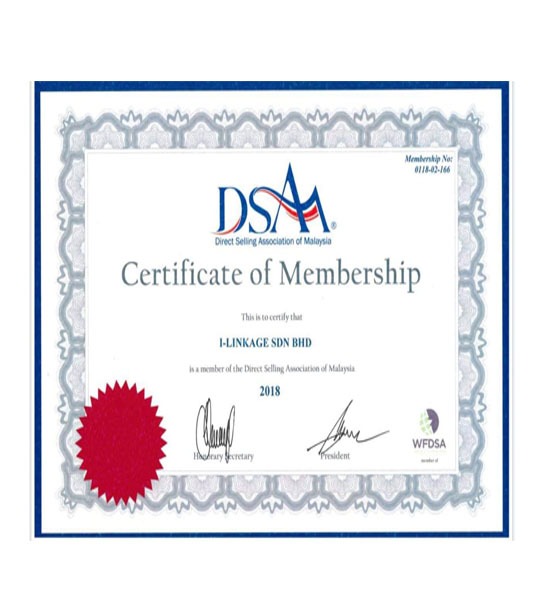 Membership No:
0118-02-166
DSAM®
Direct Selling Association of Malaysia
Certificate of Membership
This is to certify that
I-LINKAGE SDN BHD
is a member of the Direct Selling Association of Malaysia
2018
Honorary Secretary
President
WFDSA
member of